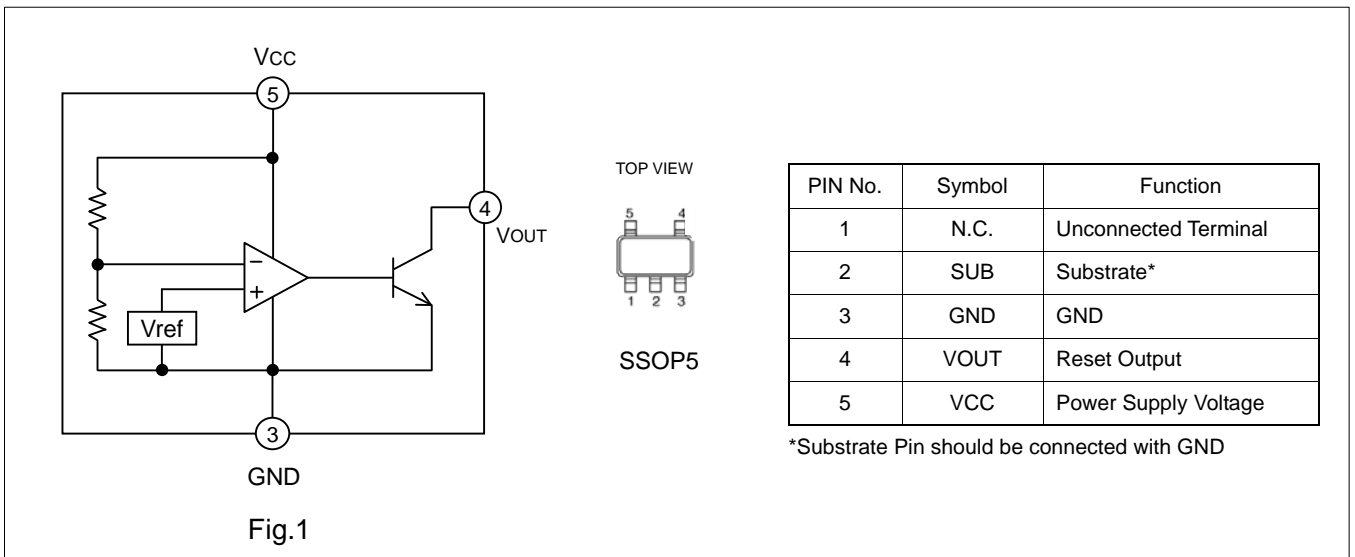 VCC
5
4
VOUT
−
+
Vref
3
GND
Fig.1
TOP VIEW
5 4
1 2 3
SSOP5
PIN No. Symbol Function
1 N.C. Unconnected Terminal
2 SUB Substrate*
3 GND GND
4 VOUT Reset Output
5 VCC Power Supply Voltage
*Substrate Pin should be connected with GND